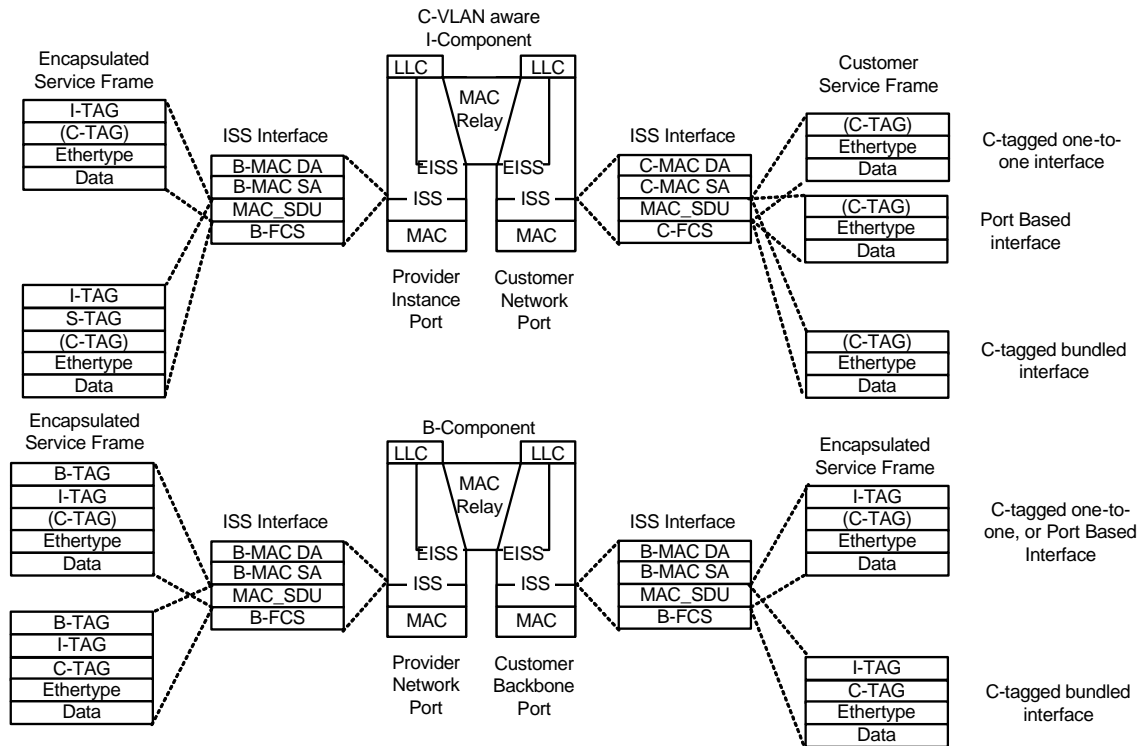 C-VLAN aware
I-Component
Encapsulated
Service Frame
I-TAG
(C-TAG)
Ethertype
Data
I-TAG
S-TAG
(C-TAG)
Ethertype
Data
ISS Interface
B-MAC DA
B-MAC SA
MAC_SDU
B-FCS
LLC
LLC
MAC
Relay
EISS
EISS
ISS
ISS
MAC
MAC
Provider
Instance
Port
Customer
Network
Port
ISS Interface
C-MAC DA
C-MAC SA
MAC_SDU
C-FCS
Customer
Service Frame
(C-TAG)
Ethertype
Data
C-tagged one-to-
one interface
(C-TAG)
Ethertype
Data
Port Based
interface
(C-TAG)
Ethertype
Data
C-tagged bundled
interface
B-Component
Encapsulated
Service Frame
B-TAG
I-TAG
(C-TAG)
Ethertype
Data
B-TAG
I-TAG
C-TAG
Ethertype
Data
ISS Interface
B-MAC DA
B-MAC SA
MAC_SDU
B-FCS
LLC
LLC
MAC
Relay
EISS
EISS
ISS
ISS
MAC
MAC
Provider
Network
Port
Customer
Backbone
Port
ISS Interface
B-MAC DA
B-MAC SA
MAC_SDU
B-FCS
Encapsulated
Service Frame
I-TAG
(C-TAG)
Ethertype
Data
C-tagged one-to-
one, or Port Based
Interface
I-TAG
C-TAG
Ethertype
Data
C-tagged bundled
interface